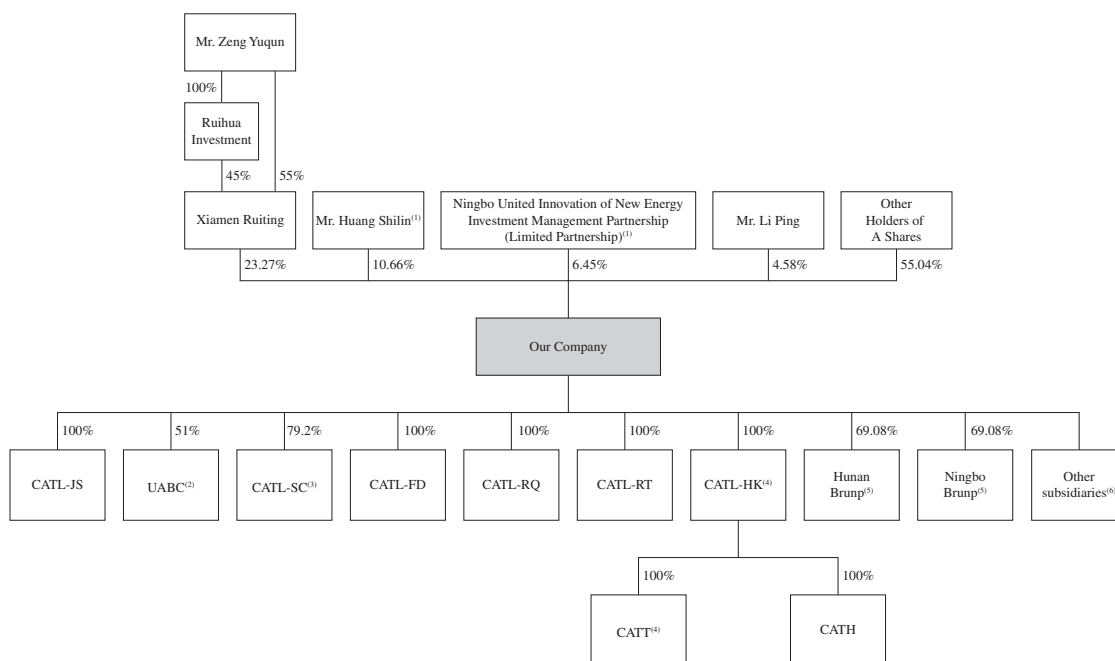 Mr. Zeng Yuqun
100%
Ruihua
Investment
45%
55%
Xiamen Ruiting
Mr. Huang Shilin(1)
Ningbo United Innovation of New Energy
Investment Management Partnership
(Limited Partnership)(1)
Mr. Li Ping
Other
Holders of
A Shares
23.27%
10.66%
6.45%
4.58%
55.04%
Our Company
100%
51%
79.2%
100%
100%
100%
100%
69.08%
69.08%
CATL-JS
UABC(2)
CATL-SC(3)
CATL-FD
CATL-RQ
CATL-RT
CATL-HK(4)
Hunan
Brunp(5)
Ningbo
Brunp(5)
Other
subsidiaries(6)
100%
100%
CATT(4)
CATH